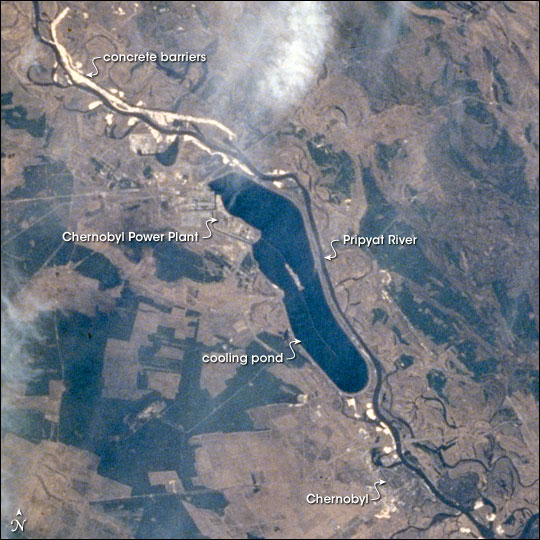 concrete barriers
Chernobyl Power Plant
Pripyat River
cooling pond
Chernobyl
N